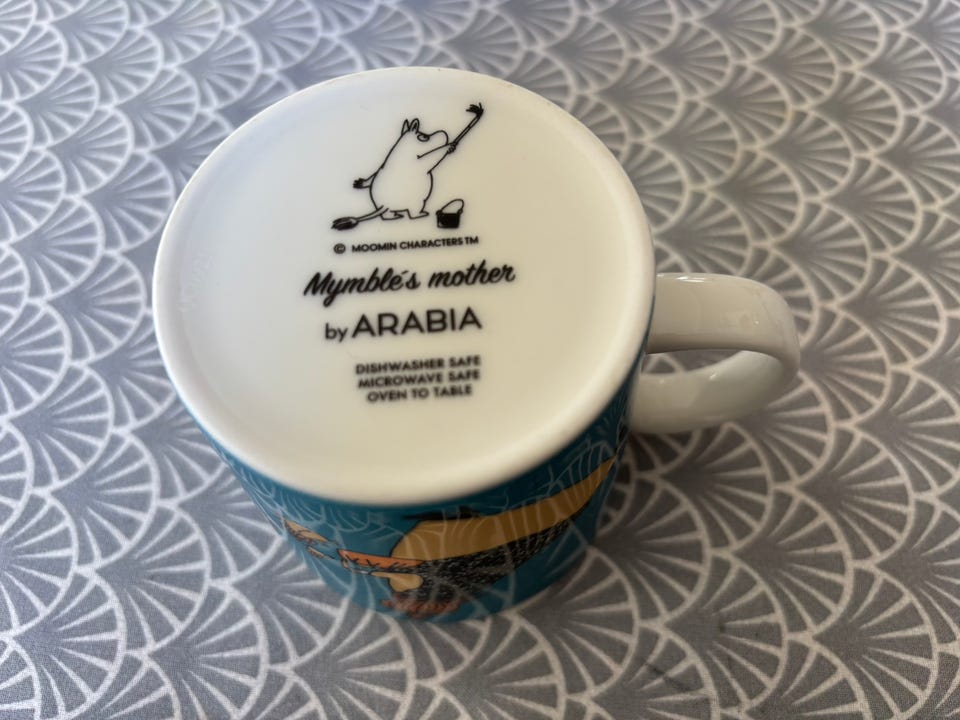 © MOOMIN CHARACTERS TM
Mymble´s mother
by ARABIA
DISHWASHER SAFE
MICROWAVE SAFE
OVEN TO TABLE